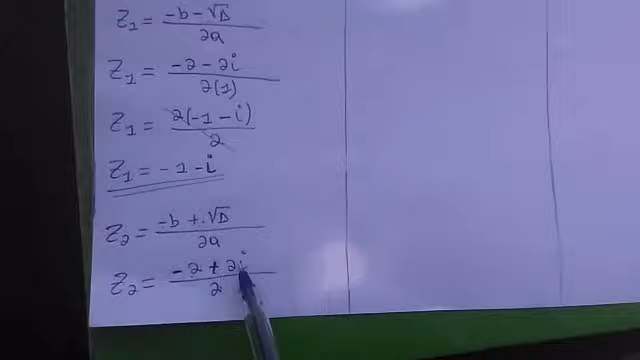 Z₁ = (-b - √Δ) / 2a
Z₁ = (-2 - 2i) / 2(1)
Z₁ = 2(-1 - i) / 2
Z₁ = -1 - i
Z₂ = (-b + √Δ) / 2a
Z₂ = (-2 + 2i) / 2